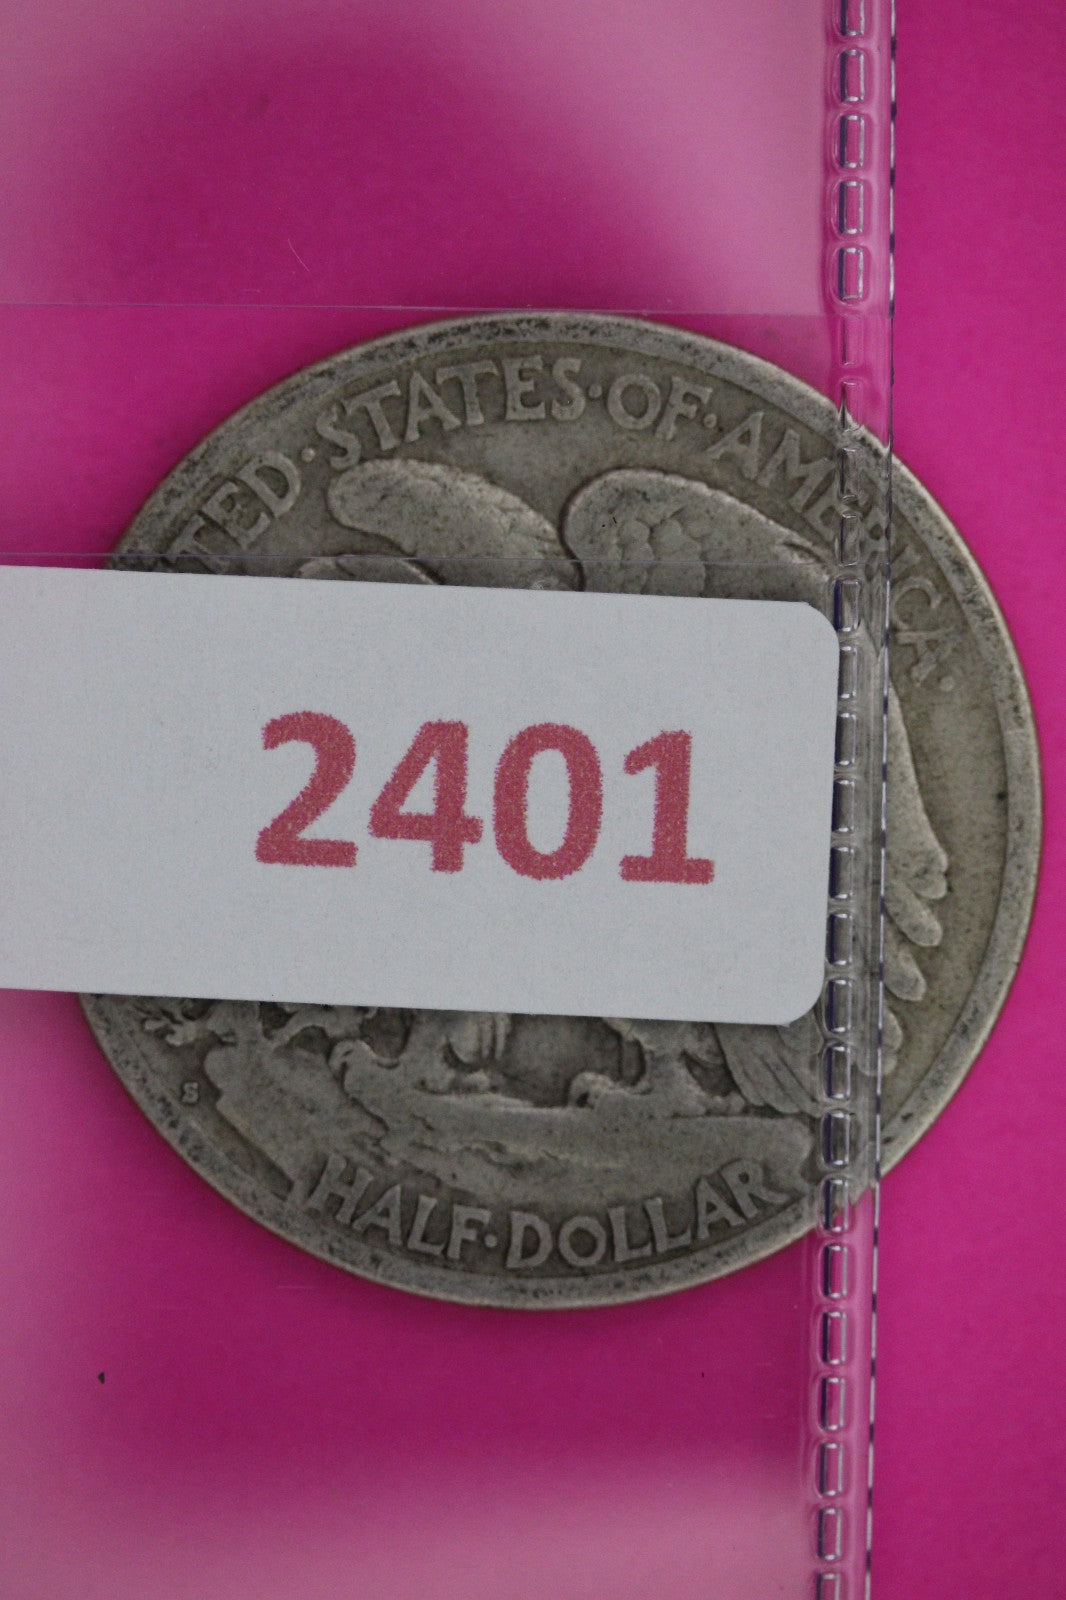 TED·STATES·OF·AMERICA·
2401
S
HALF·DOLLAR